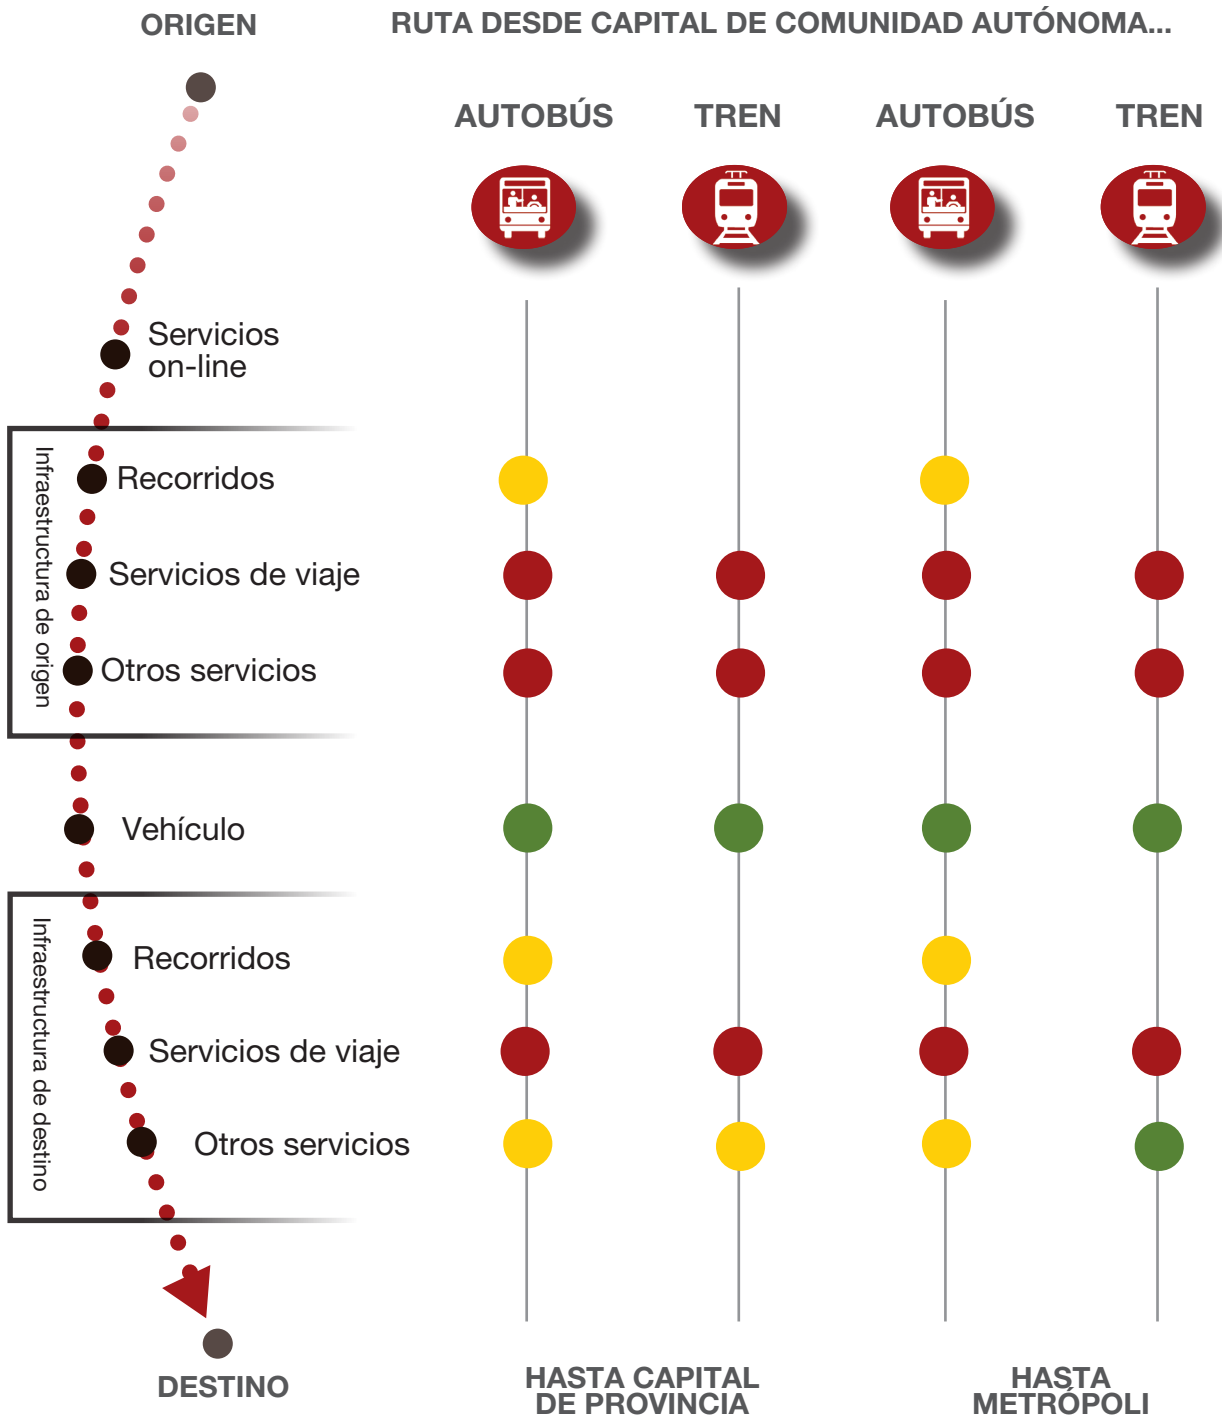 ORIGEN
RUTA DESDE CAPITAL DE COMUNIDAD AUTÓNOMA...
AUTOBÚS
TREN
AUTOBÚS
TREN
Servicios
on-line
Infraestructura de origen
Recorridos
Servicios de viaje
Otros servicios
Vehículo
Infraestructura de destino
Recorridos
Servicios de viaje
Otros servicios
DESTINO
HASTA CAPITAL
DE PROVINCIA
HASTA
METRÓPOLI